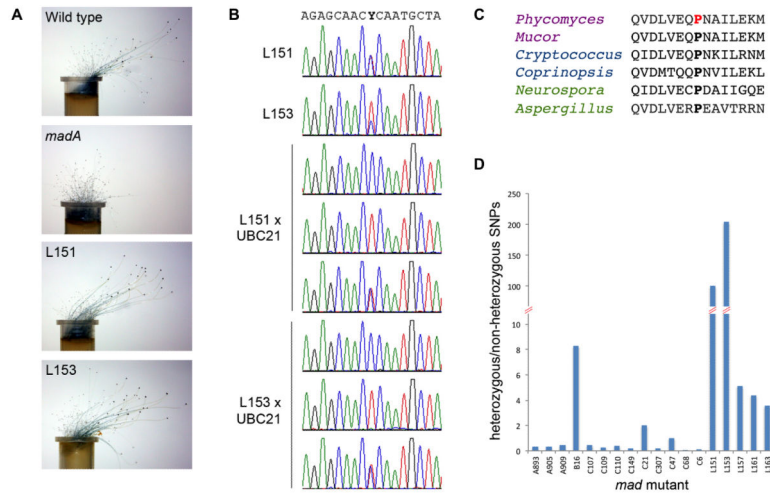 A
Wild type
madA
L151
L153
B
AGAGCAACYCAATGCTA
L151
L153
L151 x
UBC21
L153 x
UBC21
C
Phycomyces QVDLVEQPNAILEKM
Mucor QVDLVEQPNAILEKM
Cryptococcus QIDLVEQPNKILRNM
Coprinopsis QVDMTQQPNVILEKL
Neurospora QIDLVECPDAIIGQE
Aspergillus QVDLVERPEAVTRRN
D
heterozygous/non-heterozygous SNPs
250
200
150
100
10
8
6
4
2
0
A893 A905 A909 B16 C107 C109 C110 C149 C21 C307 C47 C68 C6 L151 L153 L157 L161 L163
mad mutant